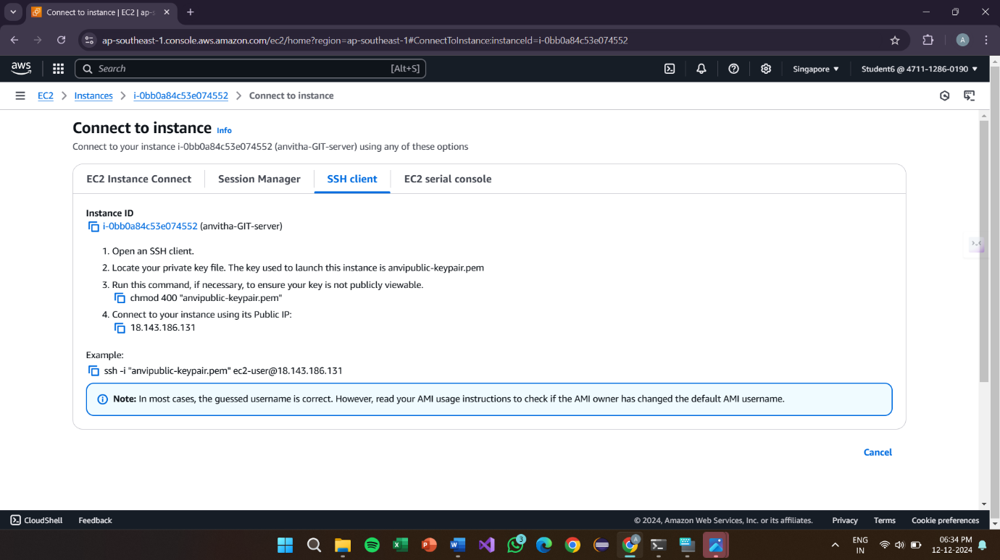 Connect to instance | EC2 | ap-s
ap-southeast-1.console.aws.amazon.com/ec2/home?region=ap-southeast-1#ConnectToInstance:instanceId=i-0bb0a84c53e074552
A
aws
Search [Alt+S]
Singapore
Student6 @ 4711-1286-0190
EC2 > Instances > i-0bb0a84c53e074552 > Connect to instance
Connect to instance Info
Connect to your instance i-0bb0a84c53e074552 (anvitha-GIT-server) using any of these options
EC2 Instance Connect
Session Manager
SSH client
EC2 serial console
Instance ID
i-0bb0a84c53e074552 (anvitha-GIT-server)
1. Open an SSH client.
2. Locate your private key file. The key used to launch this instance is anvipublic-keypair.pem
3. Run this command, if necessary, to ensure your key is not publicly viewable.
chmod 400 "anvipublic-keypair.pem"
4. Connect to your instance using its Public IP:
18.143.186.131
Example:
ssh -i "anvipublic-keypair.pem" ec2-user@18.143.186.131
Note: In most cases, the guessed username is correct. However, read your AMI usage instructions to check if the AMI owner has changed the default AMI username.
Cancel
CloudShell
Feedback
© 2024, Amazon Web Services, Inc. or its affiliates.
Privacy
Terms
Cookie preferences
3
A
ENG
IN
06:34 PM
12-12-2024